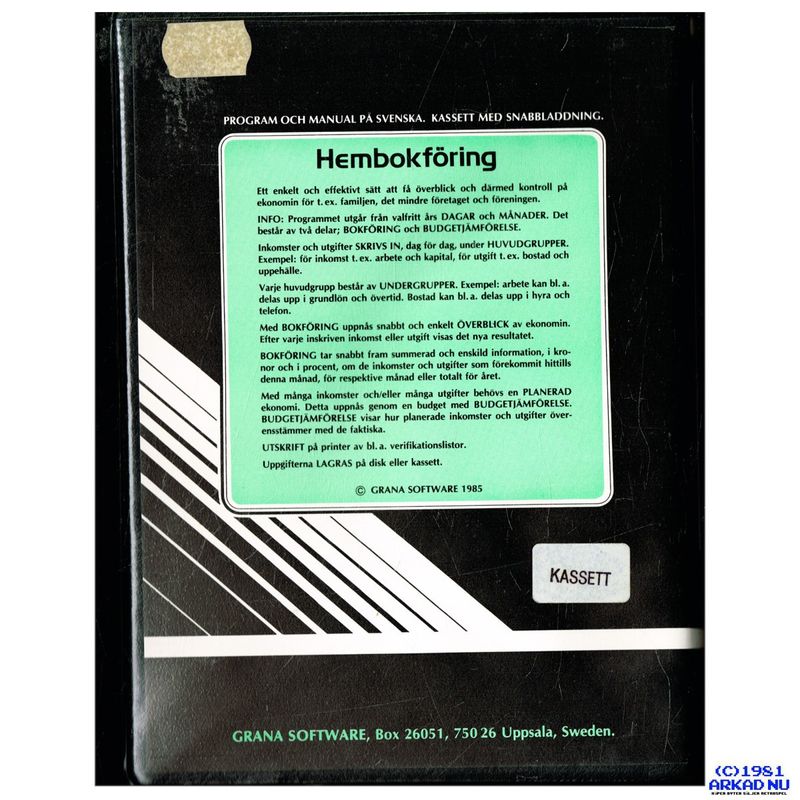 PROGRAM OCH MANUAL PÅ SVENSKA. KASSETT MED SNABBLADDNING.
Hembokföring
Ett enkelt och effektivt sätt att få överblick och därmed kontroll på
ekonomin för t. ex. familjen, det mindre företaget och föreningen.
INFO: Programmet utgår från valfritt års DAGAR och MÅNADER. Det
består av två delar; BOKFÖRING och BUDGETJÄMFÖRELSE.
Inkomster och utgifter SKRIVS IN, dag för dag, under HUVUDGRUPPER.
Exempel: för inkomst t. ex. arbete och kapital, för utgift t. ex. bostad och
uppehälle.
Varje huvudgrupp består av UNDERGRUPPER. Exempel: arbete kan bl. a.
delas upp i grundlön och övertid. Bostad kan bl. a. delas upp i hyra och
telefon.
Med BOKFÖRING uppnås snabbt och enkelt ÖVERBLICK av ekonomin.
Efter varje inskriven inkomst eller utgift visas det nya resultatet.
BOKFÖRING tar snabbt fram summerad och enskild information, i kro-
nor och i procent, om de inkomster och utgifter som förekommit hittills
denna månad, för respektive månad eller totalt för året.
Med många inkomster och/eller många utgifter behövs en PLANERAD
ekonomi. Detta uppnås genom en budget med BUDGETJÄMFÖRELSE.
BUDGETJÄMFÖRELSE visar hur planerade inkomster och utgifter över-
ensstämmer med de faktiska.
UTSKRIFT på printer av bl. a. verifikationslistor.
Uppgifterna LAGRAS på disk eller kassett.
© GRANA SOFTWARE 1985
KASSETT
GRANA SOFTWARE, Box 26051, 750 26 Uppsala, Sweden.
(C)1981
ARKAD NU
KÖPER BYTER SÄLJER RETROSPEL